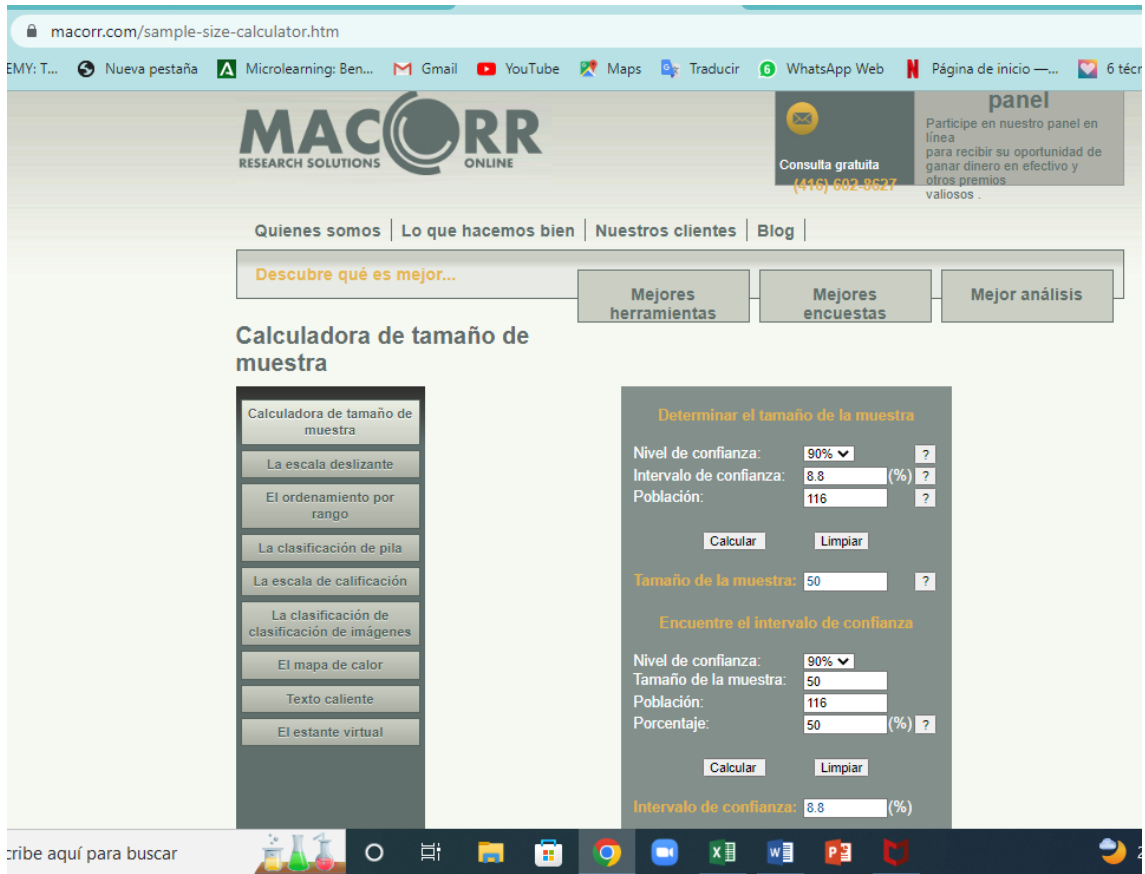 macorr.com/sample-size-calculator.htm
EMY: T... Nueva pestaña Microlearning: Ben... Gmail YouTube Maps Traducir WhatsApp Web Página de inicio —... 6 técn
MACORR
RESEARCH SOLUTIONS ONLINE
Consulta gratuita
(416) 602-8627
panel
Participe en nuestro panel en
línea
para recibir su oportunidad de
ganar dinero en efectivo y
otros premios
valiosos .
Quienes somos | Lo que hacemos bien | Nuestros clientes | Blog |
Descubre qué es mejor...
Mejores
herramientas
Mejores
encuestas
Mejor análisis
Calculadora de tamaño de
muestra
Calculadora de tamaño de
muestra
La escala deslizante
El ordenamiento por
rango
La clasificación de pila
La escala de calificación
La clasificación de
clasificación de imágenes
El mapa de calor
Texto caliente
El estante virtual
Determinar el tamaño de la muestra
Nivel de confianza: 90% ?
Intervalo de confianza: 8.8 (%) ?
Población: 116 ?
Calcular Limpiar
Tamaño de la muestra: 50 ?
Encuentre el intervalo de confianza
Nivel de confianza: 90%
Tamaño de la muestra: 50
Población: 116
Porcentaje: 50 (%) ?
Calcular Limpiar
Intervalo de confianza: 8.8 (%)
cribe aquí para buscar